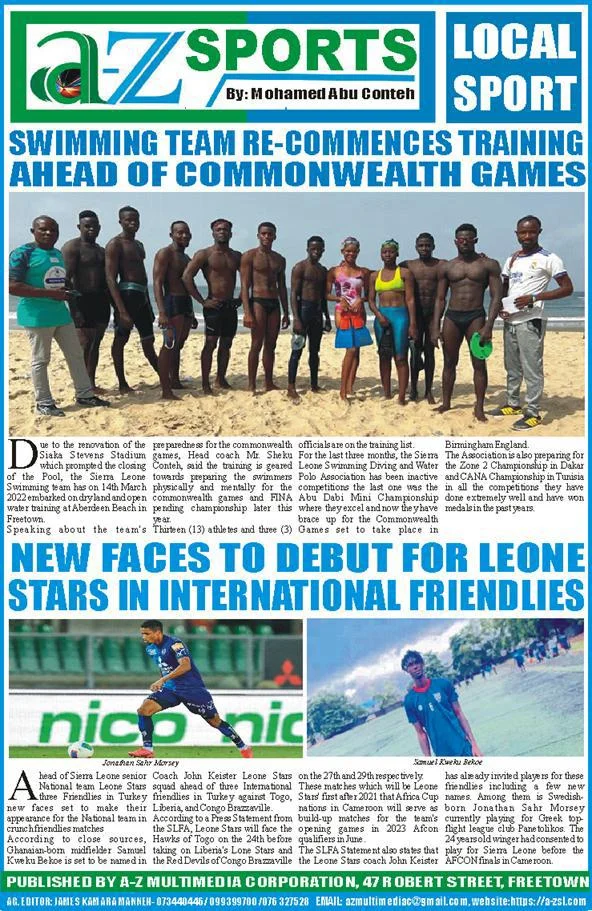 a-Z SPORTS
By: Mohamed Abu Conteh
LOCAL
SPORT
SWIMMING TEAM RE-COMMENCES TRAINING
AHEAD OF COMMONWEALTH GAMES
Due to the renovation of the
Siaka Stevens Stadium
which prompted the closing
of the Pool, the Sierra Leone
Swimming team has on 14th March
2022 embarked on dry land and open
water training at Aberdeen Beach in
Freetown.
Speaking about the team's
preparedness for the commonwealth
games, Head coach Mr. Sheku
Conteh, said the training is geared
towards preparing the swimmers
physically and mentally for the
commonwealth games and FINA
pending championship later this
year.
Thirteen (13) athletes and three (3)
officials are on the training list.
For the last three months, the Sierra
Leone Swimming Diving and Water
Polo Association has been inactive
competitions the last one was the
Abu Dabi Mini Championship
where they excel and now they have
brace up for the Commonwealth
Games set to take place in
Birmingham England.
The Association is also preparing for
the Zone 2 Championship in Dakar
and CANA Championship in Tunisia
in all the competitions they have
done extremely well and have won
medals in the past years.
NEW FACES TO DEBUT FOR LEONE
STARS IN INTERNATIONAL FRIENDLIES
nico
nic
Jonathan Sahr Morsey
Samuel Kweku Bekoe
Ahead of Sierra Leone senior
National team Leone Stars
three Friendlies in Turkey
new faces set to make their
appearance for the National team in
crunch friendlies matches
According to close sources,
Ghanaian-born midfielder Samuel
Kweku Bekoe is set to be named in
Coach John Keister Leone Stars
squad ahead of three International
friendlies in Turkey against Togo,
Liberia, and Congo Brazzaville.
According to a Press Statement from
the SLFA, Leone Stars will face the
Hawks of Togo on the 24th before
taking on Liberia's Lone Stars and
the Red Devils of Congo Brazzaville
on the 27th and 29th respectively.
These matches which will be Leone
Stars' first after 2021 that Africa Cup
nations in Cameroon will serve as
build-up matches for the team's
opening games in 2023 Afcon
qualifiers in June.
The SLFA Statement also states that
the Leone Stars coach John Keister
has already invited players for these
friendlies including a few new
names. Among them is Swedish-
born Jonathan Sahr Morsey
currently playing for Greek top-
flight league club Panetolikos. The
24 years old winger had consented to
play for Sierra Leone before the
AFCON finals in Cameroon.
PUBLISHED BY A-Z MULTIMEDIA CORPORATION, 47 ROBERT STREET, FREETOWN
AG. EDITOR: JAMES KAMARA MANNEH- 073440446/ 099399700 /076 327528 EMAIL: azmultimediac@gmail.com, website:https://a-zsl.com